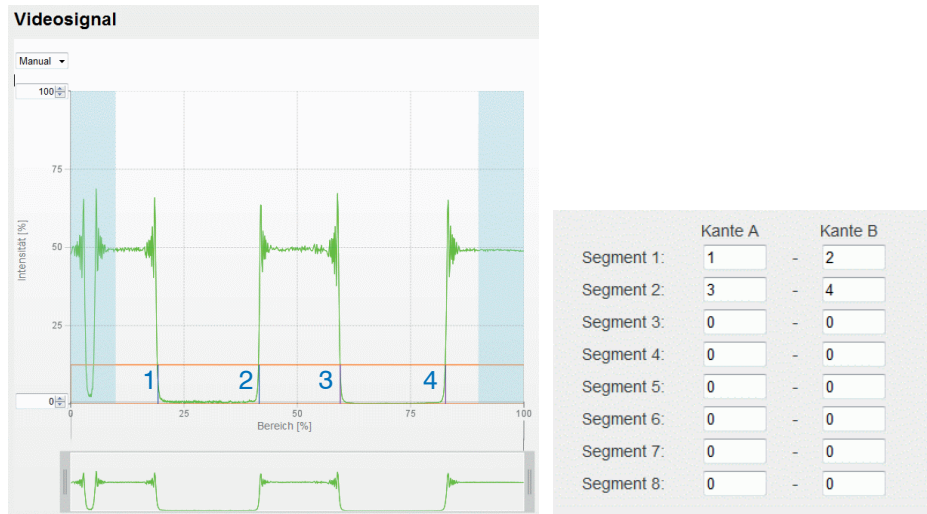 Videosignal
Manual
100
75
50
25
0
Intensität [%]
1 2 3 4
0 25 50 75 100
Bereich [%]
Kante A Kante B
Segment 1: 1 - 2
Segment 2: 3 - 4
Segment 3: 0 - 0
Segment 4: 0 - 0
Segment 5: 0 - 0
Segment 6: 0 - 0
Segment 7: 0 - 0
Segment 8: 0 - 0